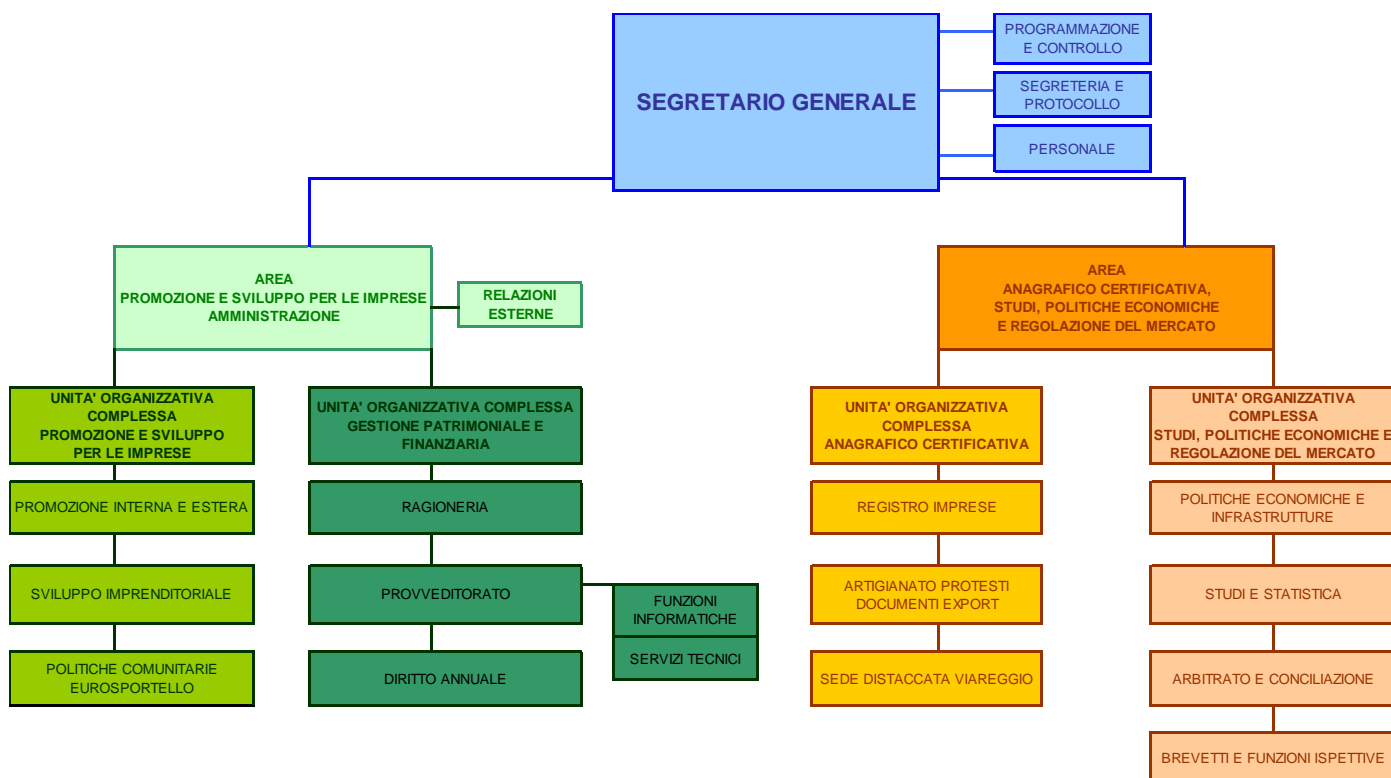 SEGRETARIO GENERALE
PROGRAMMAZIONE
E CONTROLLO
SEGRETERIA E
PROTOCOLLO
PERSONALE
AREA
PROMOZIONE E SVILUPPO PER LE IMPRESE
AMMINISTRAZIONE
RELAZIONI
ESTERNE
AREA
ANAGRAFICO CERTIFICATIVA,
STUDI, POLITICHE ECONOMICHE
E REGOLAZIONE DEL MERCATO
UNITA' ORGANIZZATIVA
COMPLESSA
PROMOZIONE E SVILUPPO
PER LE IMPRESE
PROMOZIONE INTERNA E ESTERA
SVILUPPO IMPRENDITORIALE
POLITICHE COMUNITARIE
EUROSPORTELLO
UNITA' ORGANIZZATIVA COMPLESSA
GESTIONE PATRIMONIALE E
FINANZIARIA
RAGIONERIA
PROVVEDITORATO
FUNZIONI
INFORMATICHE
SERVIZI TECNICI
DIRITTO ANNUALE
UNITA' ORGANIZZATIVA
COMPLESSA
ANAGRAFICO CERTIFICATIVA
REGISTRO IMPRESE
ARTIGIANATO PROTESTI
DOCUMENTI EXPORT
SEDE DISTACCATA VIAREGGIO
UNITA' ORGANIZZATIVA
COMPLESSA
STUDI, POLITICHE ECONOMICHE E
REGOLAZIONE DEL MERCATO
POLITICHE ECONOMICHE E
INFRASTRUTTURE
STUDI E STATISTICA
ARBITRATO E CONCILIAZIONE
BREVETTI E FUNZIONI ISPETTIVE